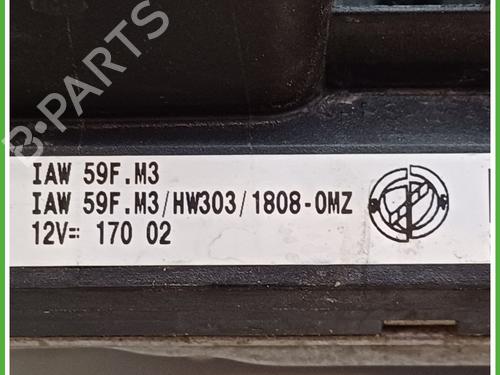 B-PARTS
IAW 59F.M3
IAW 59F.M3/HW303/1808-0MZ
12V= 170 02